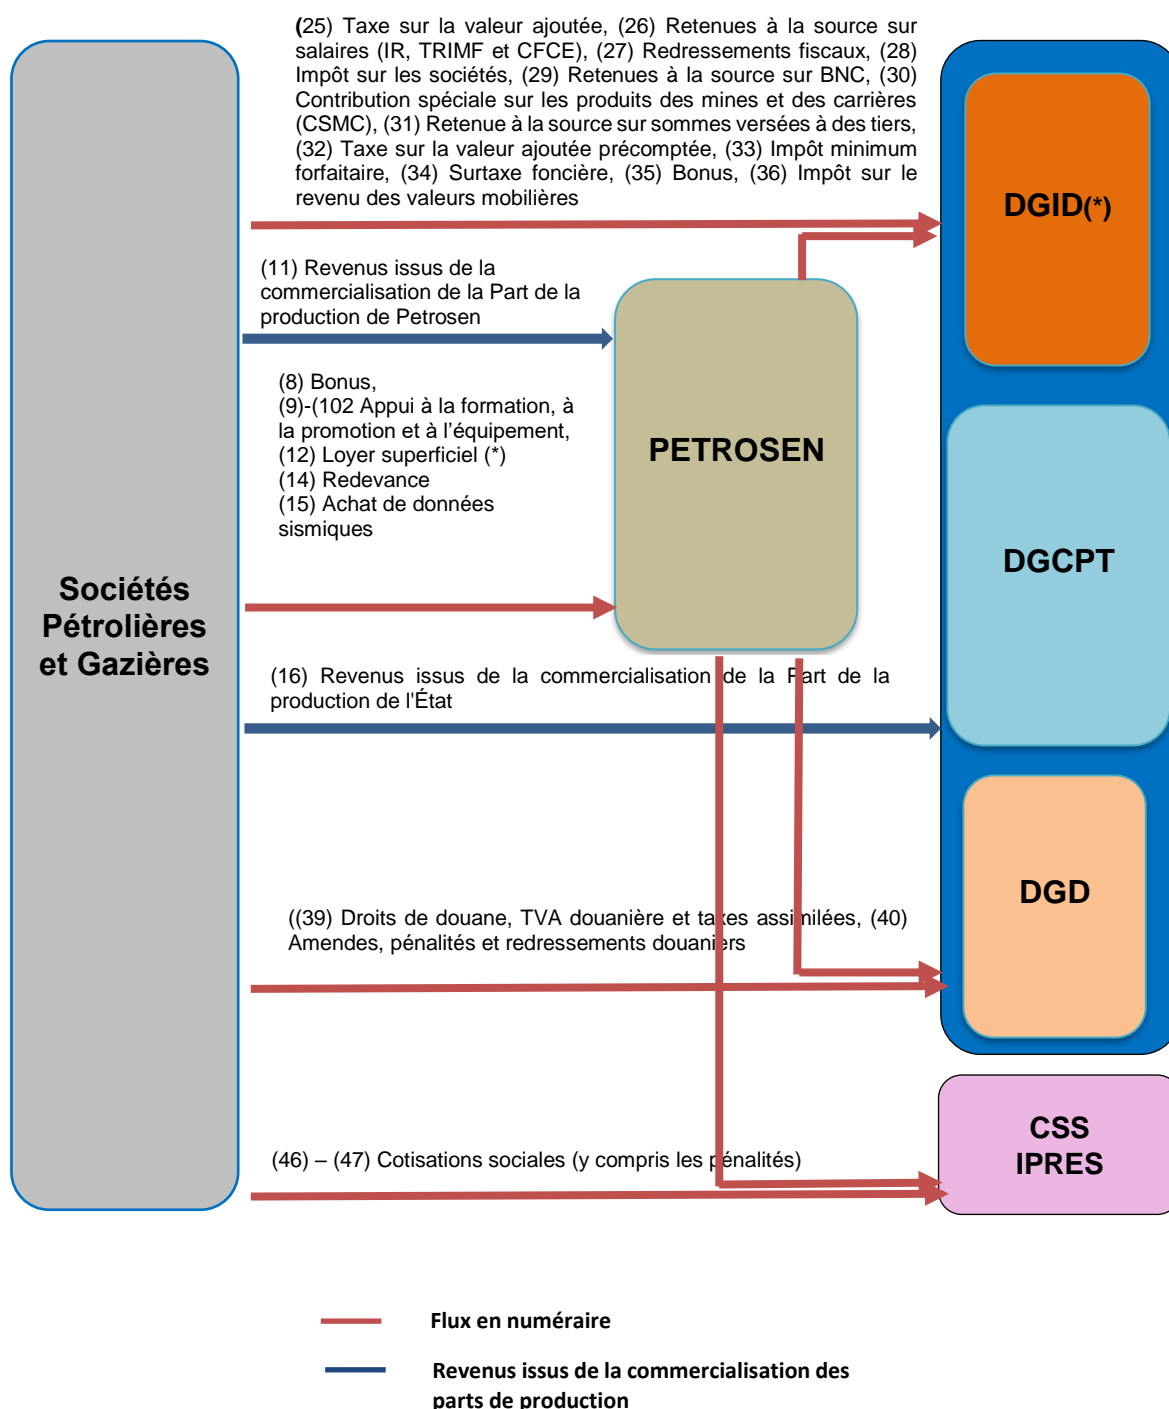 (25) Taxe sur la valeur ajoutée, (26) Retenues à la source sur
salaires (IR, TRIMF et CFCE), (27) Redressements fiscaux, (28)
Impôt sur les sociétés, (29) Retenues à la source sur BNC, (30)
Contribution spéciale sur les produits des mines et des carrières
(CSMC), (31) Retenue à la source sur sommes versées à des tiers,
(32) Taxe sur la valeur ajoutée précomptée, (33) Impôt minimum
forfaitaire, (34) Surtaxe foncière, (35) Bonus, (36) Impôt sur le
revenu des valeurs mobilières
DGID(*)
(11) Revenus issus de la
commercialisation de la Part de la
production de Petrosen
(8) Bonus,
(9)-(102 Appui à la formation, à
la promotion et à l'équipement,
(12) Loyer superficiel (*)
(14) Redevance
(15) Achat de données
sismiques
PETROSEN
DGCPT
Sociétés
Pétrolières
et Gazières
(16) Revenus issus de la commercialisation de la Part de la
production de l'État
DGD
((39) Droits de douane, TVA douanière et taxes assimilées, (40)
Amendes, pénalités et redressements douaniers
CSS
IPRES
(46) – (47) Cotisations sociales (y compris les pénalités)
Flux en numéraire
Revenus issus de la commercialisation des
parts de production